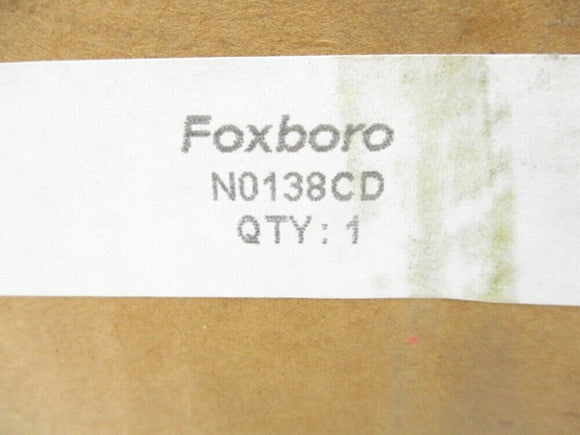 Foxboro
N0138CD
QTY: 1